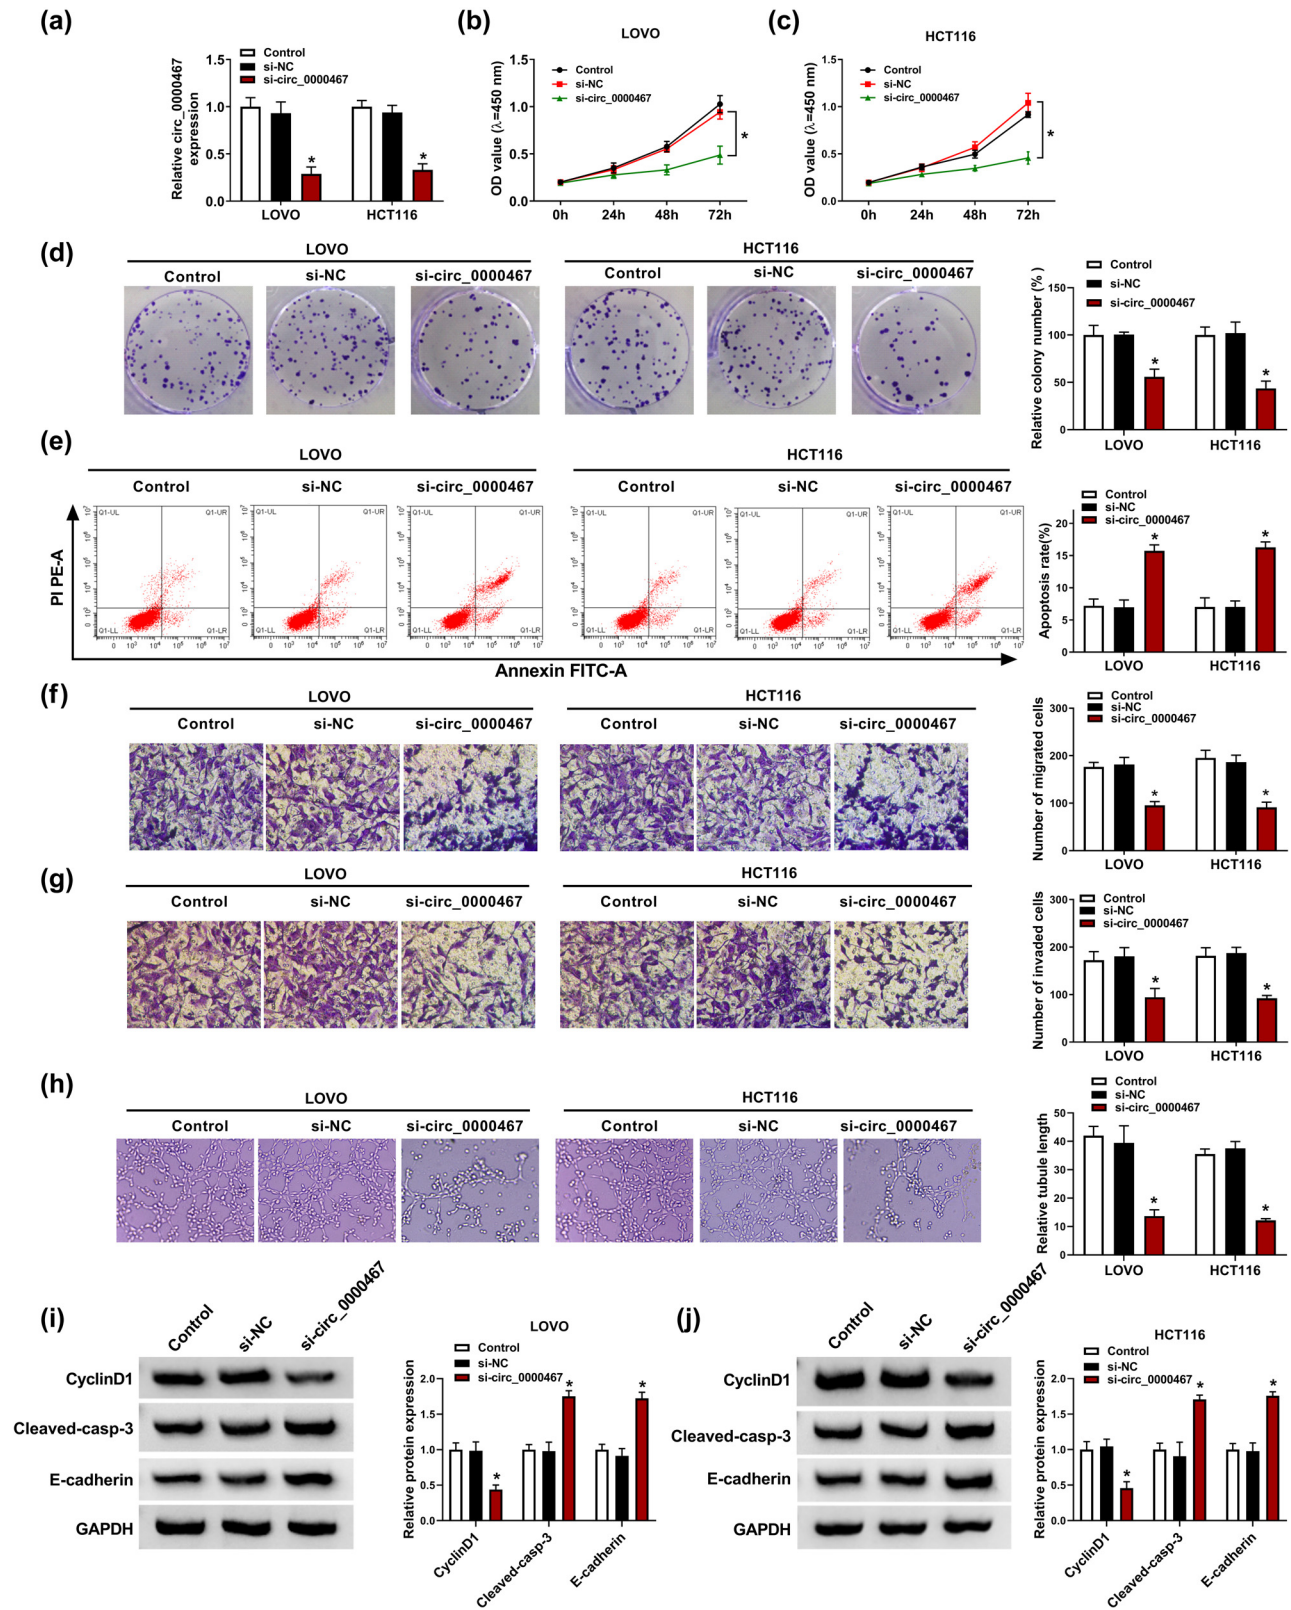 (a)
Control
si-NC
si-circ_0000467
Relative circ_0000467
expression
1.5
1.0
0.5
0.0
LOVO HCT116
(b)
LOVO
Control
si-NC
si-circ_0000467
OD value (λ=450 nm)
1.5
1.0
0.5
0.0
*
0h 24h 48h 72h
(c)
HCT116
Control
si-NC
si-circ_0000467
OD value (λ=450 nm)
1.5
1.0
0.5
0.0
*
0h 24h 48h 72h
(d)
LOVO HCT116
Control si-NC si-circ_0000467 Control si-NC si-circ_0000467
Control
si-NC
si-circ_0000467
Relative colony number (%)
150
100
50
0
* *
LOVO HCT116
(e)
LOVO HCT116
Control si-NC si-circ_0000467 Control si-NC si-circ_0000467
PI PE-A
Q1-UL Q1-UR
Q1-LL Q1-LR
Annexin FITC-A
Control
si-NC
si-circ_0000467
Apoptosis rate(%)
20
15
10
5
0
* *
LOVO HCT116
(f)
LOVO HCT116
Control si-NC si-circ_0000467 Control si-NC si-circ_0000467
Control
si-NC
si-circ_0000467
Number of migrated cells
300
200
100
0
* *
LOVO HCT116
(g)
LOVO HCT116
Control si-NC si-circ_0000467 Control si-NC si-circ_0000467
Control
si-NC
si-circ_0000467
Number of invaded cells
300
200
100
0
* *
LOVO HCT116
(h)
LOVO HCT116
Control si-NC si-circ_0000467 Control si-NC si-circ_0000467
Control
si-NC
si-circ_0000467
Relative tubule length
50
40
30
20
10
0
* *
LOVO HCT116
(i)
Control si-NC si-circ_0000467
CyclinD1
Cleaved-casp-3
E-cadherin
GAPDH
LOVO
Control
si-NC
si-circ_0000467
Relative protein expression
2.0
1.5
1.0
0.5
0.0
* * *
CyclinD1 Cleaved-casp-3 E-cadherin
(j)
Control si-NC si-circ_0000467
CyclinD1
Cleaved-casp-3
E-cadherin
GAPDH
HCT116
Control
si-NC
si-circ_0000467
Relative protein expression
2.0
1.5
1.0
0.5
0.0
* * *
CyclinD1 Cleaved-casp-3 E-cadherin